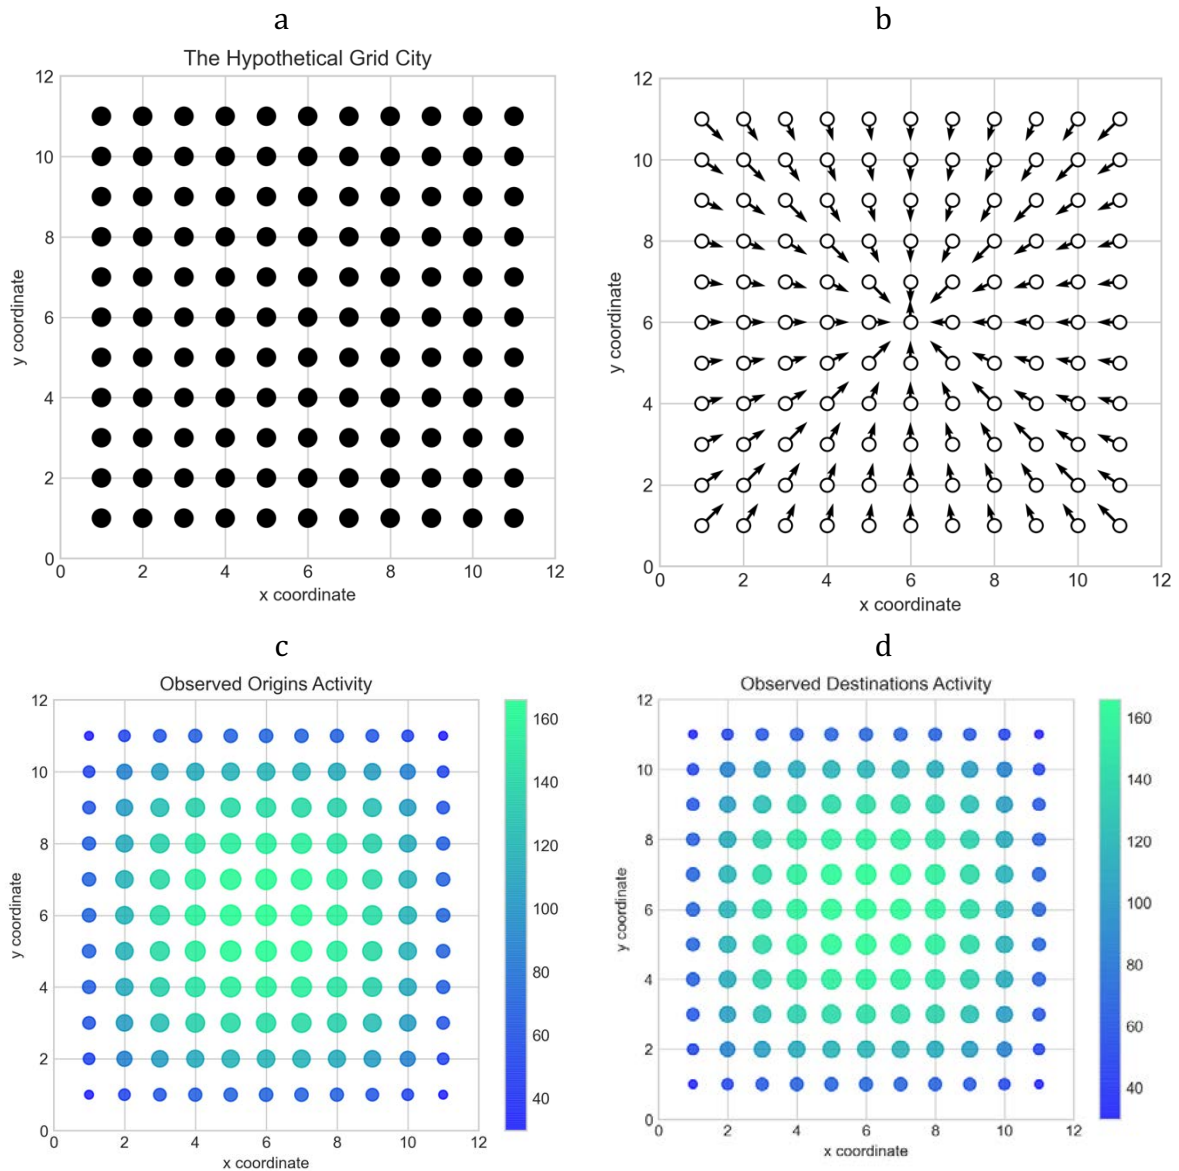 a
b
The Hypothetical Grid City
12
10
8
6
4
2
0
y coordinate
0 2 4 6 8 10 12
x coordinate
12
10
8
6
4
2
0
y coordinate
0 2 4 6 8 10 12
x coordinate
c
d
Observed Origins Activity
12
10
8
6
4
2
0
y coordinate
0 2 4 6 8 10 12
x coordinate
160
140
120
100
80
60
40
Observed Destinations Activity
12
10
8
6
4
2
0
y coordinate
0 2 4 6 8 10 12
x coordinate
160
140
120
100
80
60
40